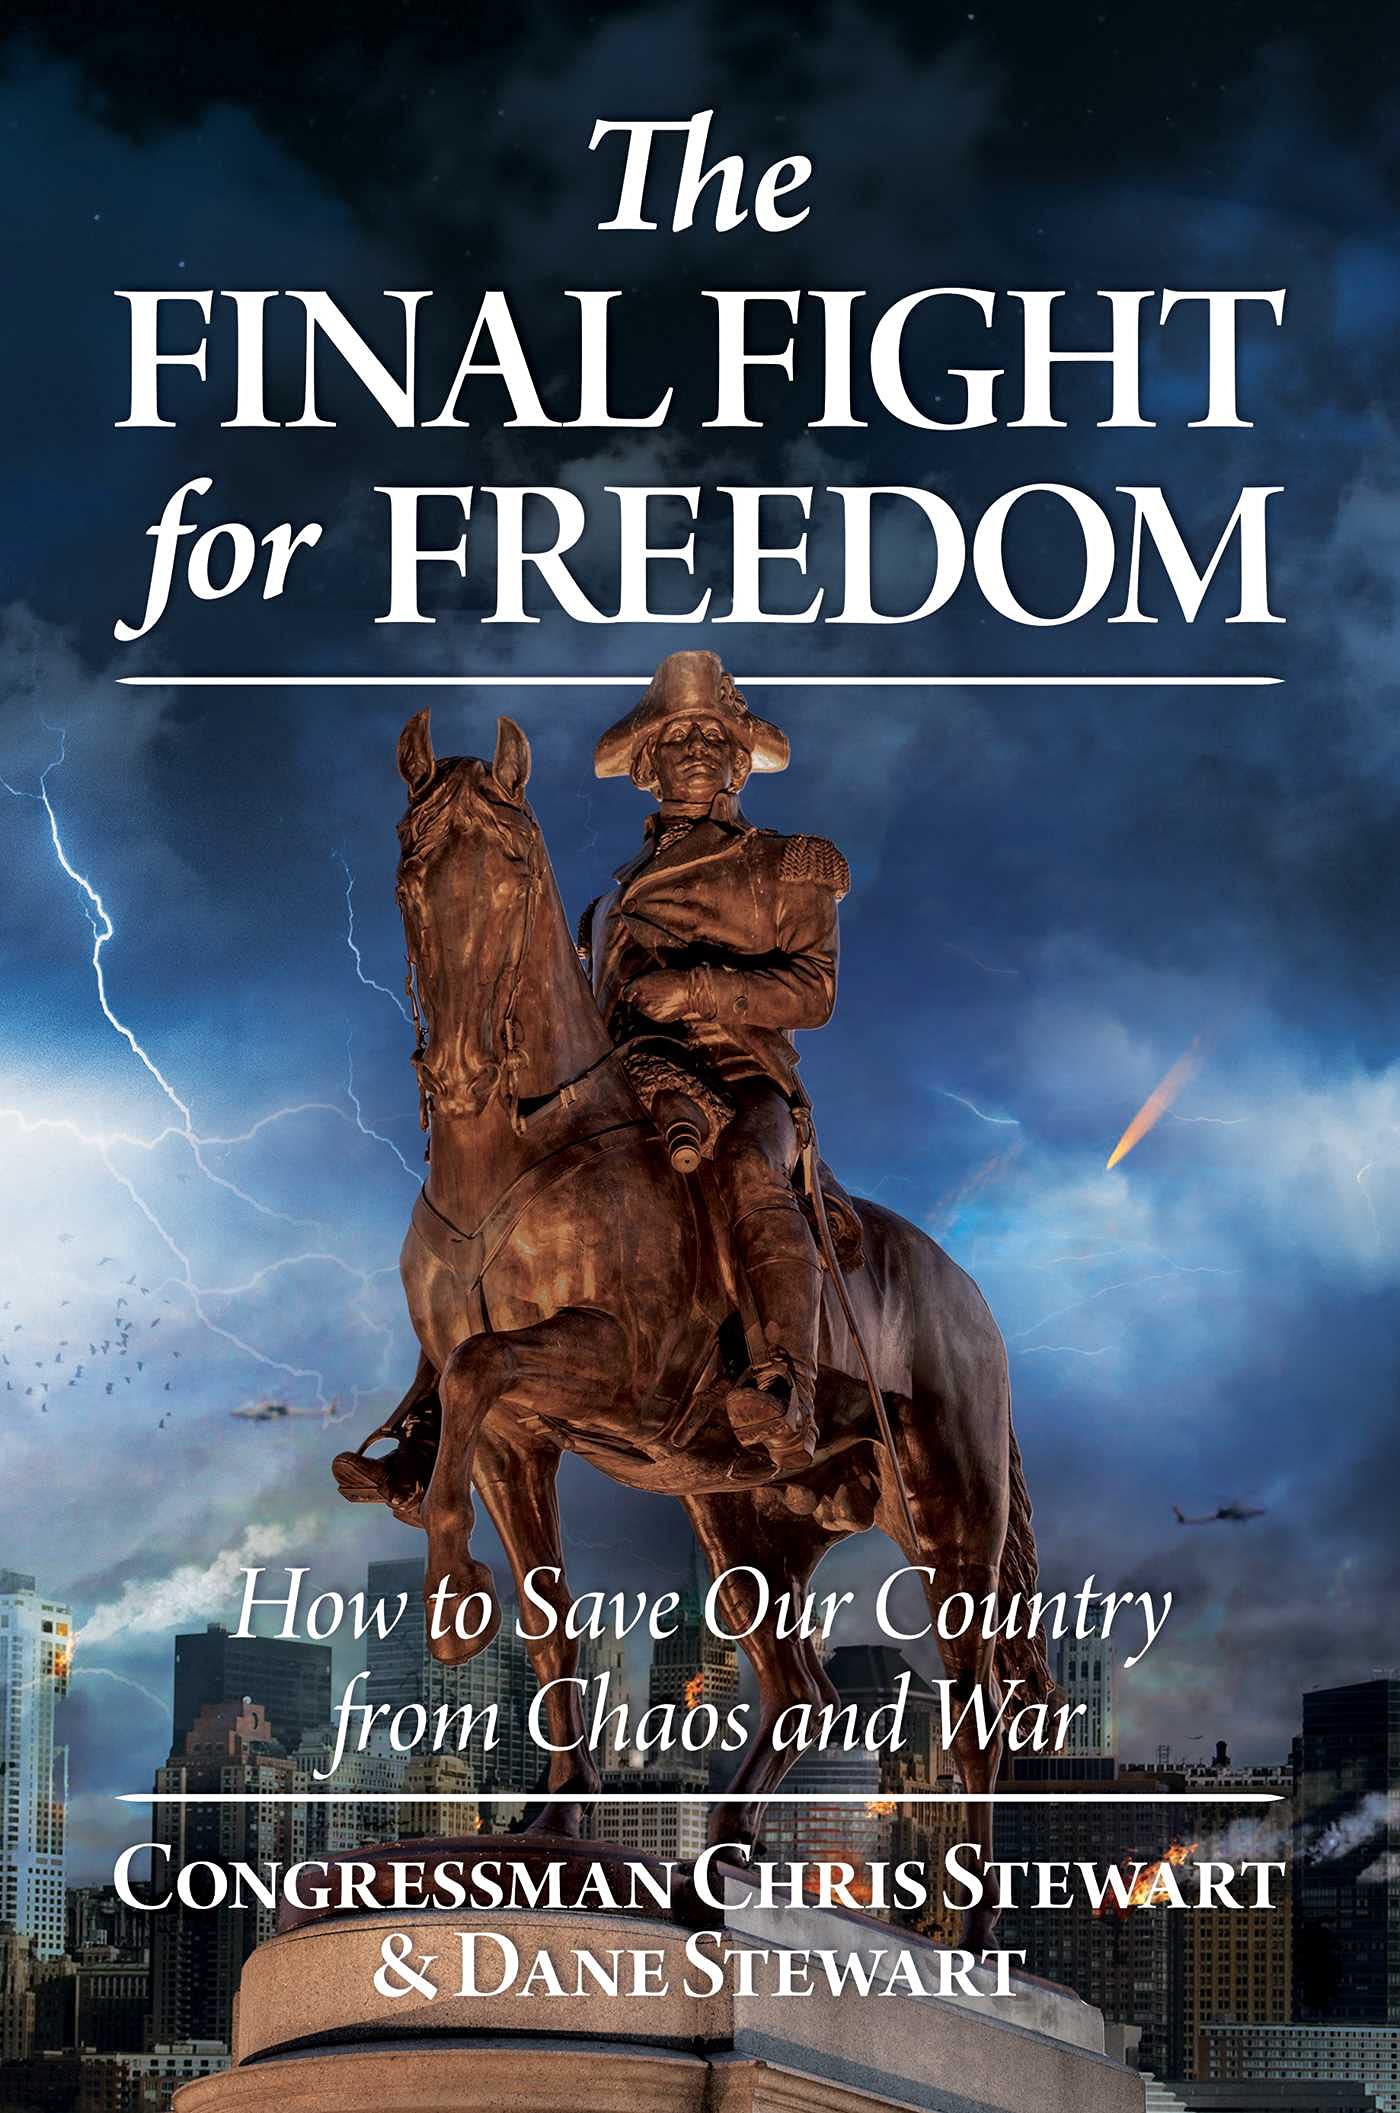 The
FINAL FIGHT
for FREEDOM
How to Save Our Country
from Chaos and War
CONGRESSMAN CHRIS STEWART
& DANE STEWART